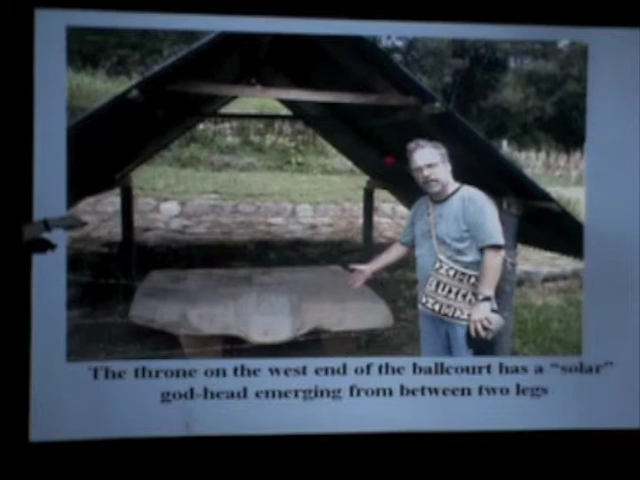 The throne on the west end of the ballcourt has a "solar"
god-head emerging from between two legs